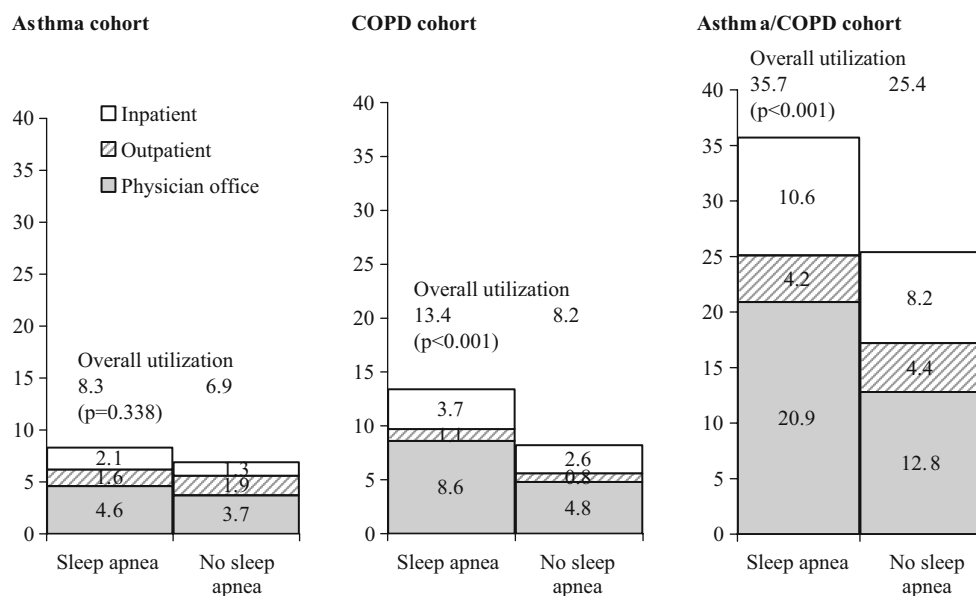 Asthma cohort
40
35
30
25
20
15
10
5
0
Inpatient
Outpatient
Physician office
Overall utilization
8.3 6.9
(p=0.338)
2.1
1.6
4.6
1.3
1.9
3.7
Sleep apnea
No sleep
apnea
COPD cohort
40
35
30
25
20
15
10
5
0
Overall utilization
13.4 8.2
(p<0.001)
3.7
1.1
8.6
2.6
0.8
4.8
Sleep apnea
No sleep
apnea
Asthma/COPD cohort
Overall utilization
35.7 25.4
(p<0.001)
40
35
30
25
20
15
10
5
0
10.6
4.2
20.9
8.2
4.4
12.8
Sleep apnea
No sleep
apnea